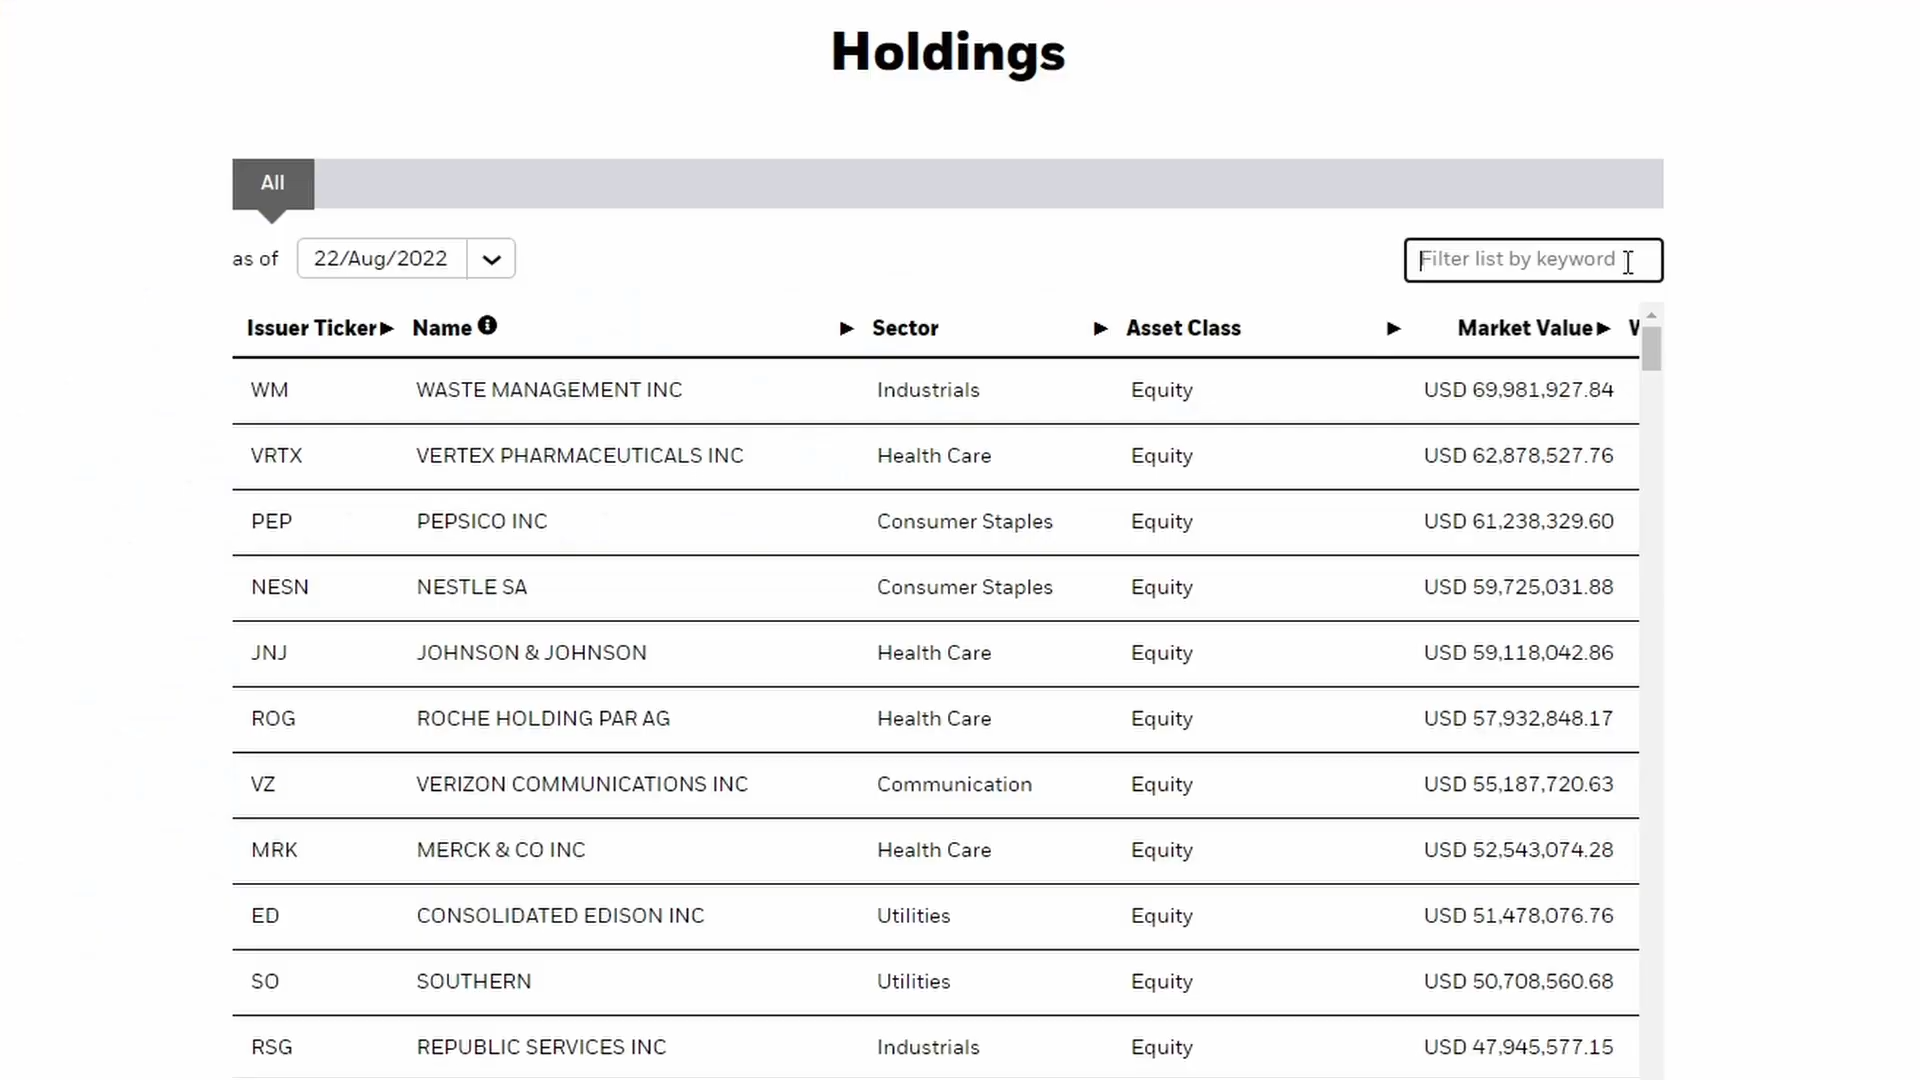 Holdings
All
as of 22/Aug/2022 Filter list by keyword
Issuer Ticker Name Sector Asset Class Market Value
WM WASTE MANAGEMENT INC Industrials Equity USD 69,981,927.84
VRTX VERTEX PHARMACEUTICALS INC Health Care Equity USD 62,878,527.76
PEP PEPSICO INC Consumer Staples Equity USD 61,238,329.60
NESN NESTLE SA Consumer Staples Equity USD 59,725,031.88
JNJ JOHNSON & JOHNSON Health Care Equity USD 59,118,042.86
ROG ROCHE HOLDING PAR AG Health Care Equity USD 57,932,848.17
VZ VERIZON COMMUNICATIONS INC Communication Equity USD 55,187,720.63
MRK MERCK & CO INC Health Care Equity USD 52,543,074.28
ED CONSOLIDATED EDISON INC Utilities Equity USD 51,478,076.76
SO SOUTHERN Utilities Equity USD 50,708,560.68
RSG REPUBLIC SERVICES INC Industrials Equity USD 47,945,577.15